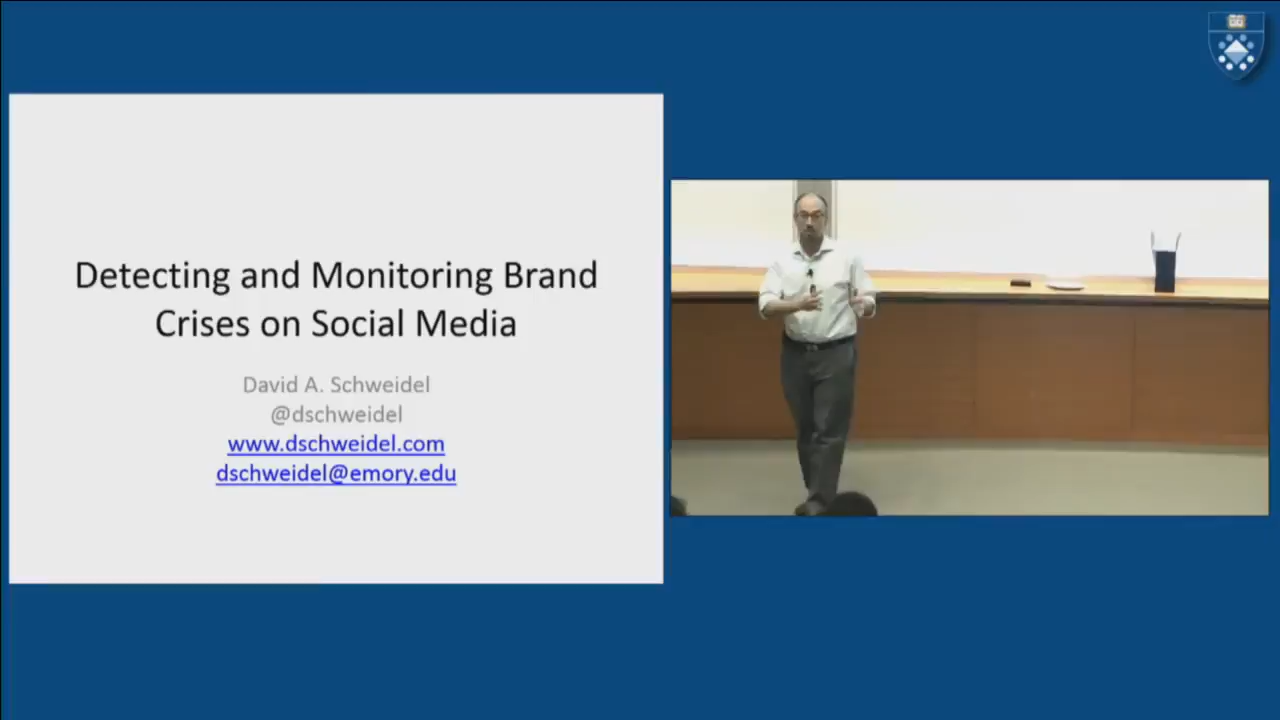 Detecting and Monitoring Brand
Crises on Social Media
David A. Schweidel
@dschweidel
www.dschweidel.com
dschweidel@emory.edu